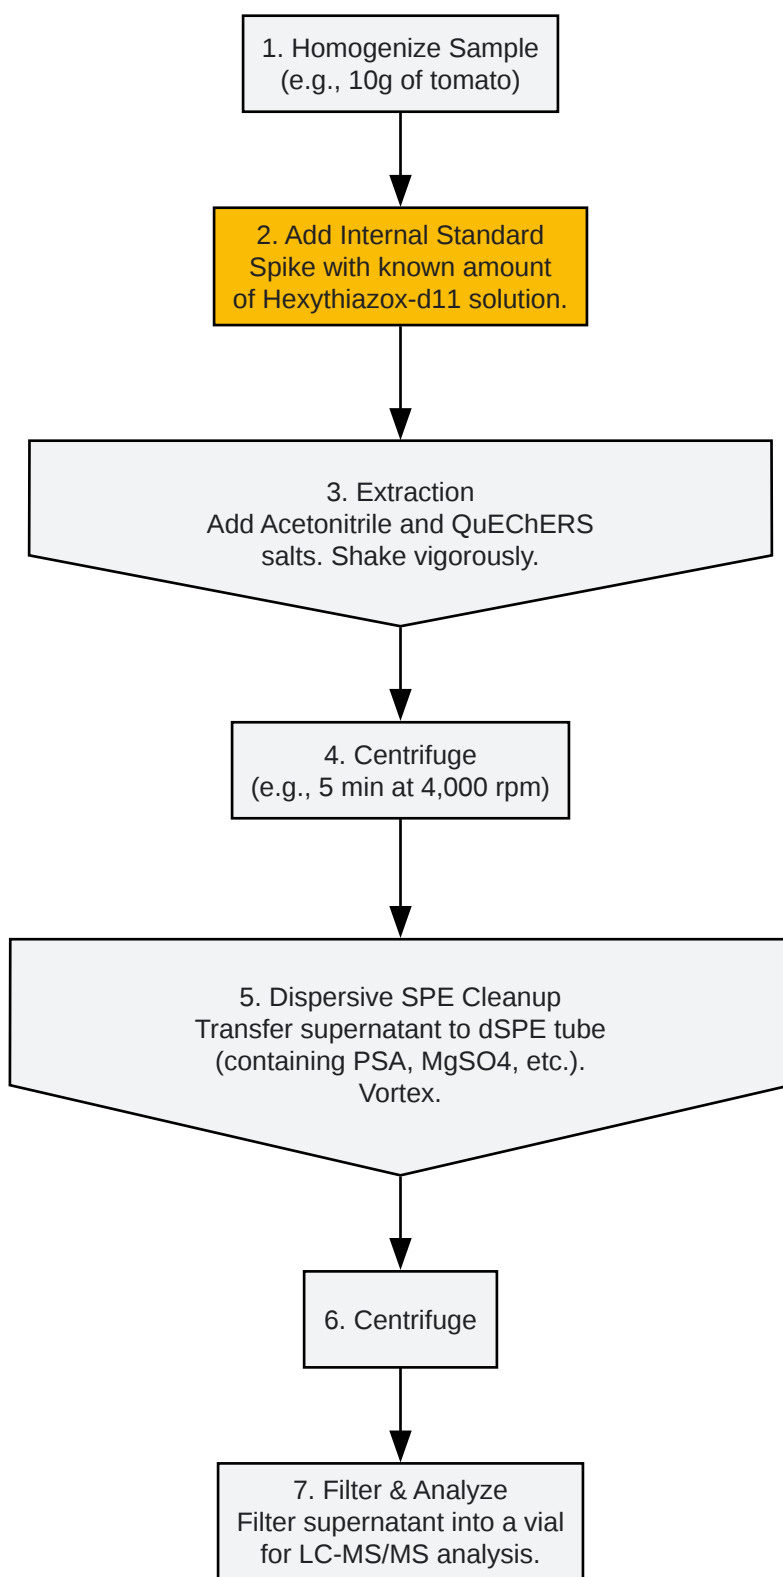 1. Homogenize Sample
(e.g., 10g of tomato)
2. Add Internal Standard
Spike with known amount
of Hexythiazox-d11 solution.
3. Extraction
Add Acetonitrile and QuEChERS
salts. Shake vigorously.
4. Centrifuge
(e.g., 5 min at 4,000 rpm)
5. Dispersive SPE Cleanup
Transfer supernatant to dSPE tube
(containing PSA, MgSO4, etc.).
Vortex.
6. Centrifuge
7. Filter & Analyze
Filter supernatant into a vial
for LC-MS/MS analysis.